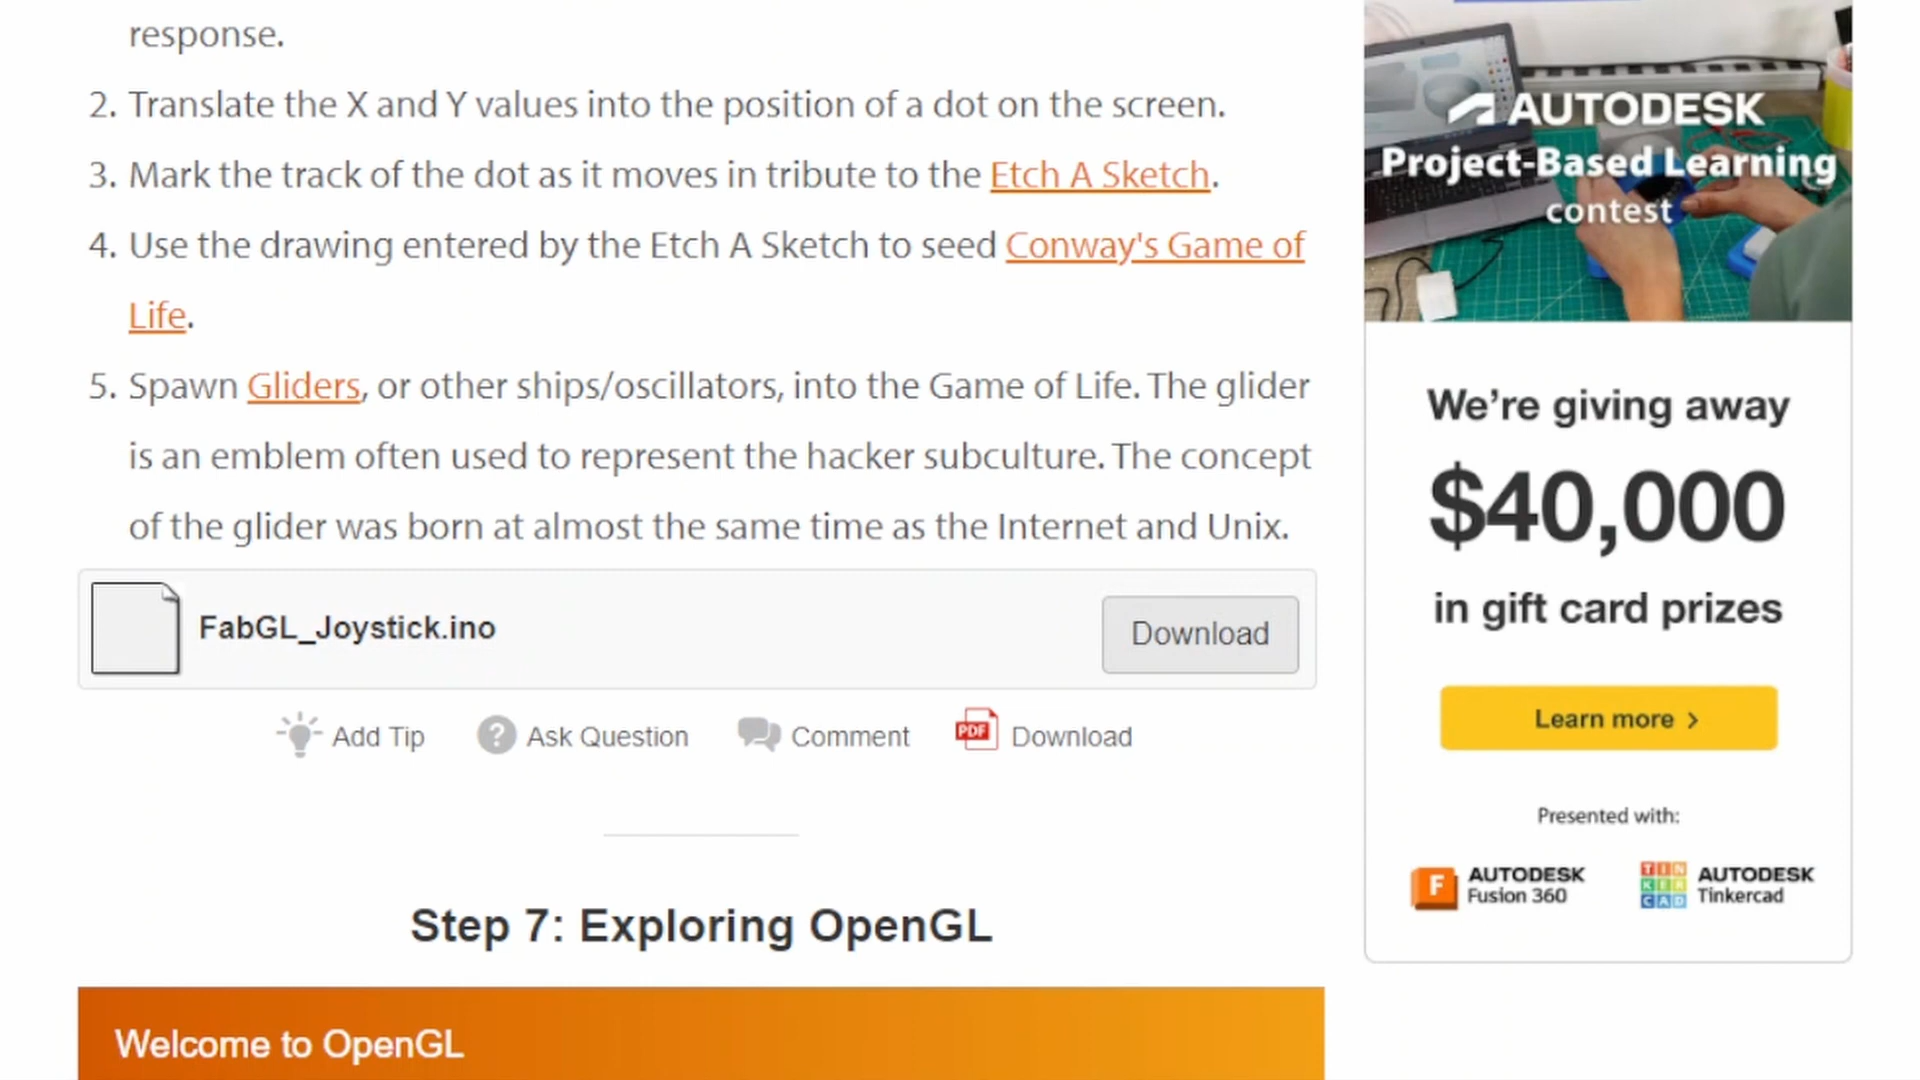 response.
2. Translate the X and Y values into the position of a dot on the screen.
3. Mark the track of the dot as it moves in tribute to the Etch A Sketch.
4. Use the drawing entered by the Etch A Sketch to seed Conway's Game of
Life.
5. Spawn Gliders, or other ships/oscillators, into the Game of Life. The glider
is an emblem often used to represent the hacker subculture. The concept
of the glider was born at almost the same time as the Internet and Unix.
FabGL_Joystick.ino
Download
Add Tip
Ask Question
Comment
PDF
Download
Step 7: Exploring OpenGL
Welcome to OpenGL
AUTODESK
Project-Based Learning
contest
We’re giving away
$40,000
in gift card prizes
Learn more >
Presented with:
F
AUTODESK
Fusion 360
TIN
KER
CAD
AUTODESK
Tinkercad